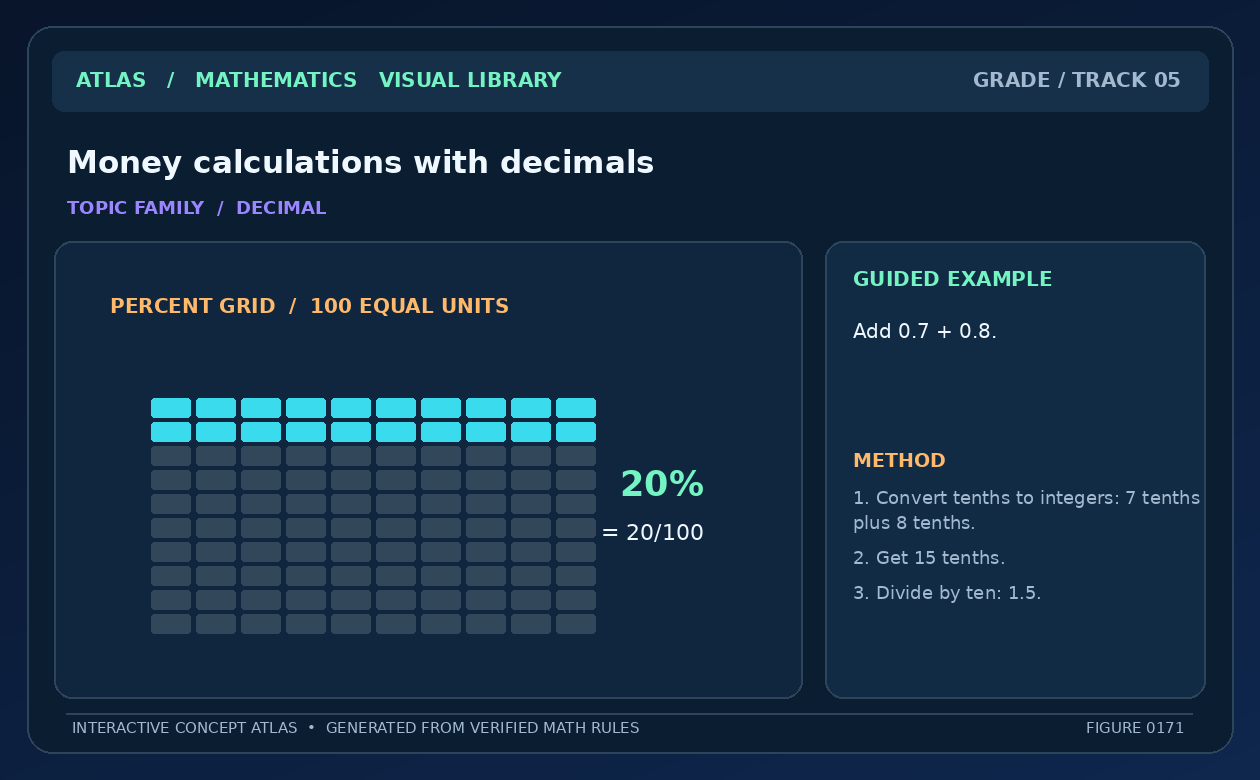 ATLAS / MATHEMATICS VISUAL LIBRARY
GRADE / TRACK 05
Money calculations with decimals
TOPIC FAMILY / DECIMAL
PERCENT GRID / 100 EQUAL UNITS
20%
= 20/100
GUIDED EXAMPLE
Add 0.7 + 0.8.
METHOD
1. Convert tenths to integers: 7 tenths
plus 8 tenths.
2. Get 15 tenths.
3. Divide by ten: 1.5.
INTERACTIVE CONCEPT ATLAS • GENERATED FROM VERIFIED MATH RULES
FIGURE 0171